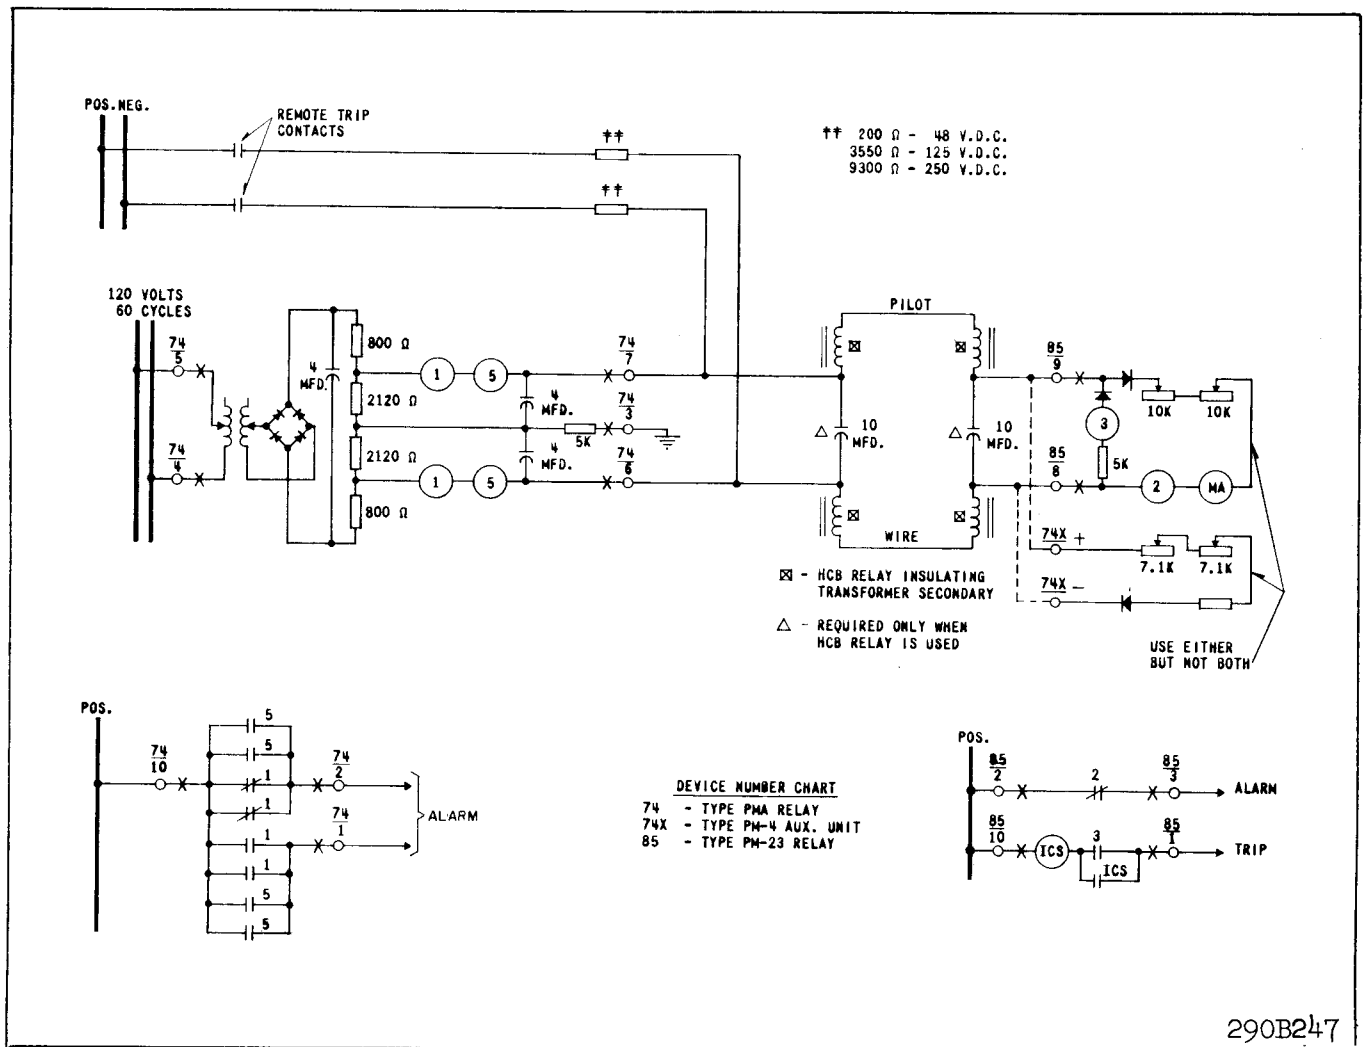 POS. NEG.
REMOTE TRIP
CONTACTS
‡‡
‡‡
‡‡ 200 Ω - 48 V.D.C.
3550 Ω - 125 V.D.C.
9300 Ω - 250 V.D.C.
120 VOLTS
60 CYCLES
74
5
74
4
4
MFD.
800 Ω
2120 Ω
2120 Ω
800 Ω
1
5
1
5
4
MFD.
4
MFD.
5K
74
7
74
3
74
6
PILOT
WIRE
10
MFD.
10
MFD.
85
9
85
8
10K
10K
3
5K
2
MA
74X +
74X -
7.1K
7.1K
USE EITHER
BUT NOT BOTH
- HCB RELAY INSULATING
TRANSFORMER SECONDARY
- REQUIRED ONLY WHEN
HCB RELAY IS USED
POS.
74
10
5
5
1
1
1
1
5
5
74
2
74
1
ALARM
DEVICE NUMBER CHART
74 - TYPE PMA RELAY
74X - TYPE PM-4 AUX. UNIT
85 - TYPE PM-23 RELAY
POS.
85
2
2
85
3
ALARM
85
10
ICS
3
ICS
85
1
TRIP
290B247